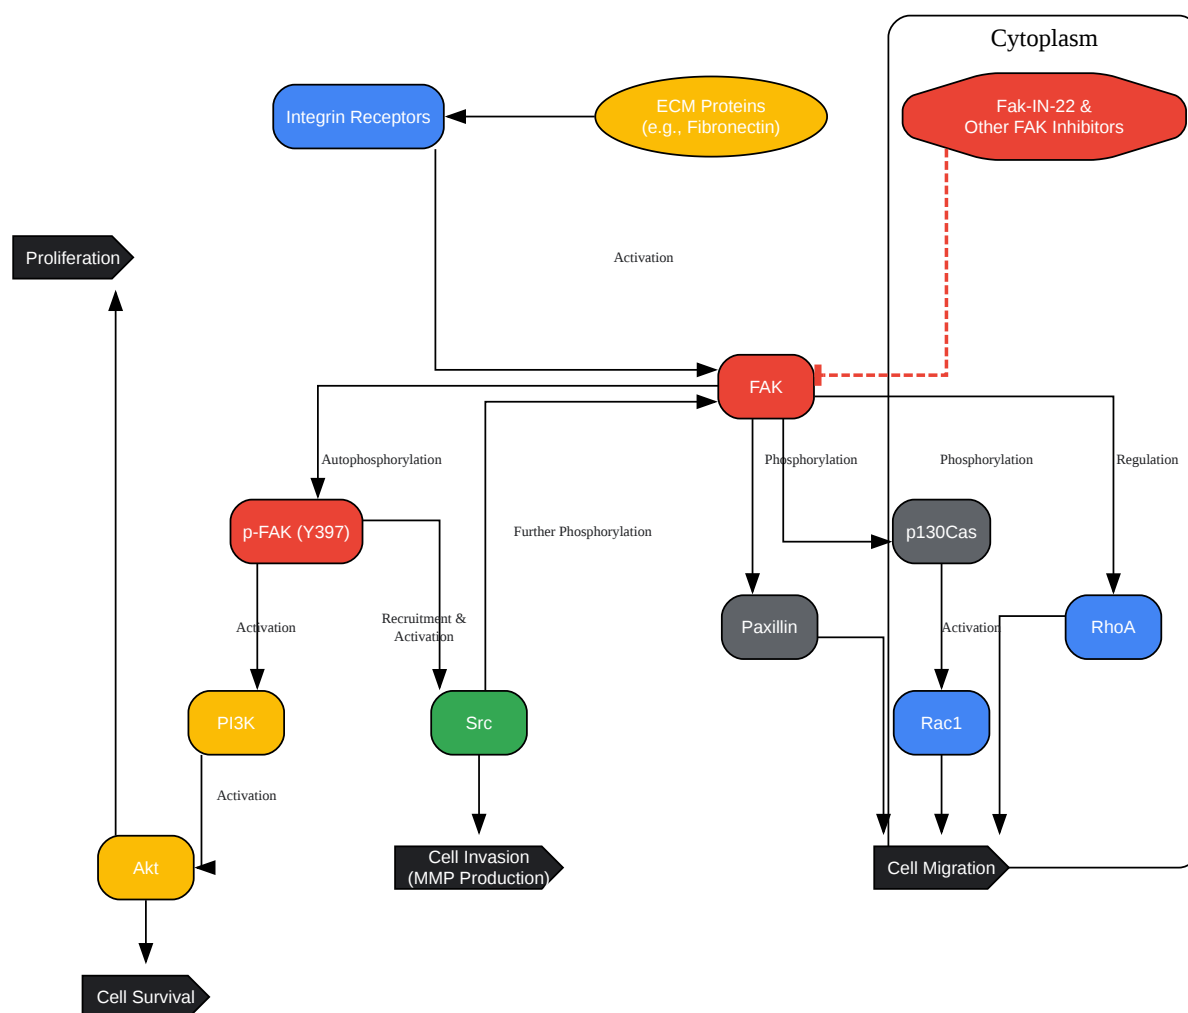 Cytoplasm
Integrin Receptors
ECM Proteins
(e.g., Fibronectin)
Fak-IN-22 &
Other FAK Inhibitors
Proliferation
Activation
FAK
Autophosphorylation
Phosphorylation
Phosphorylation
Regulation
p-FAK (Y397)
Further Phosphorylation
p130Cas
Activation
Recruitment &
Activation
Paxillin
Activation
RhoA
PI3K
Src
Rac1
Activation
Akt
Cell Invasion
(MMP Production)
Cell Migration
Cell Survival